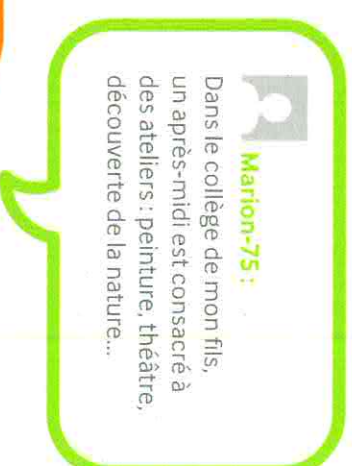 Marion-75 :
Dans le collège de mon fils,
un après-midi est consacré à
des ateliers : peinture, théâtre,
découverte de la nature...